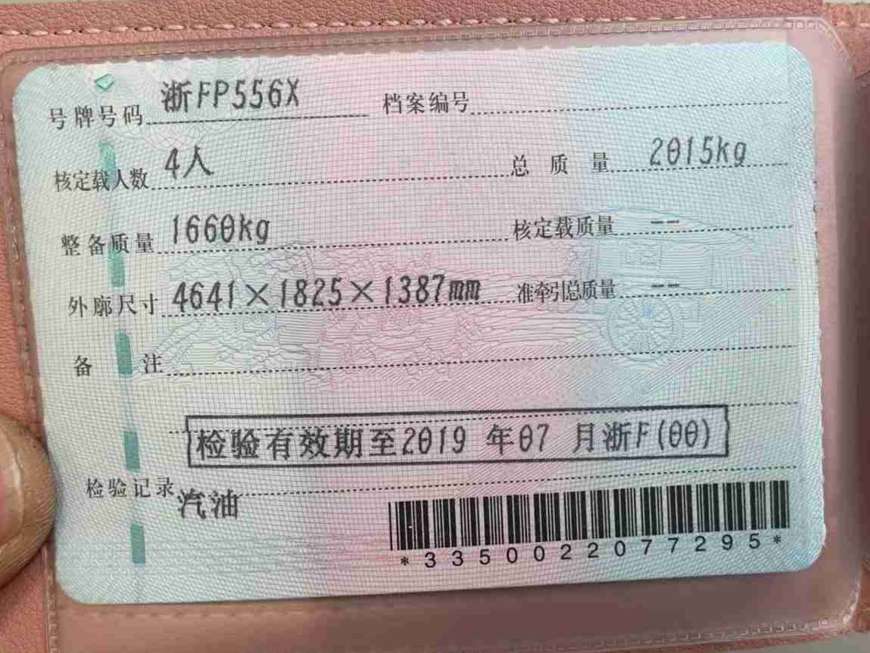 号牌号码 浙FP556X 档案编号
核定载人数 4人 总质量 2015kg
整备质量 1660kg 核定载质量 --
外廓尺寸 4641×1825×1387mm 准牵引总质量 --
备注
检验有效期至2019 年07 月浙F(00)
检验记录 汽油
*3350022077295*